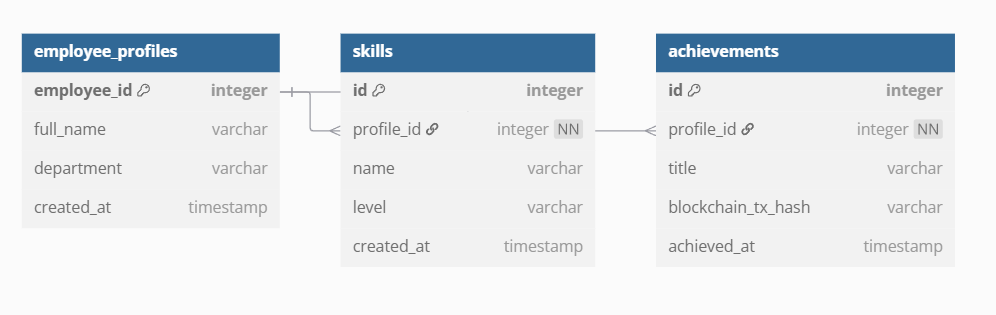 employee_profiles
employee_id integer
full_name varchar
department varchar
created_at timestamp
skills
id integer
profile_id integer NN
name varchar
level varchar
created_at timestamp
achievements
id integer
profile_id integer NN
title varchar
blockchain_tx_hash varchar
achieved_at timestamp